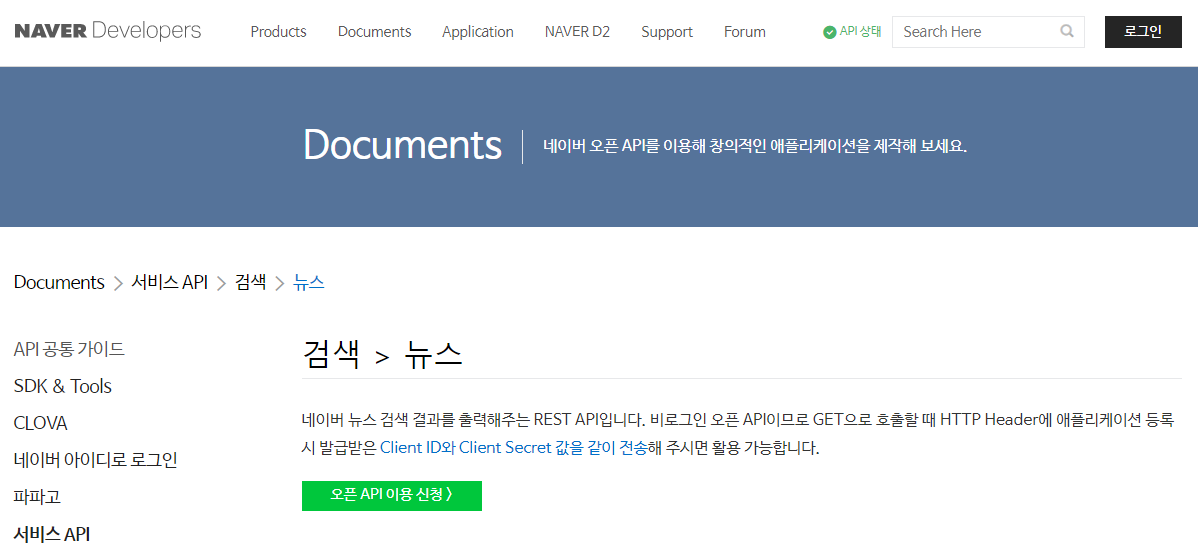 NAVER Developers Products Documents Application NAVER D2 Support Forum API 상태 Search Here 로그인
Documents 네이버 오픈 API를 이용해 창의적인 애플리케이션을 제작해 보세요.
Documents > 서비스 API > 검색 > 뉴스
API 공통 가이드
SDK & Tools
CLOVA
네이버 아이디로 로그인
파파고
서비스 API
검색 > 뉴스
네이버 뉴스 검색 결과를 출력해주는 REST API입니다. 비로그인 오픈 API이므로 GET으로 호출할 때 HTTP Header에 애플리케이션 등록
시 발급받은 Client ID와 Client Secret 값을 같이 전송해 주시면 활용 가능합니다.
오픈 API 이용 신청 >